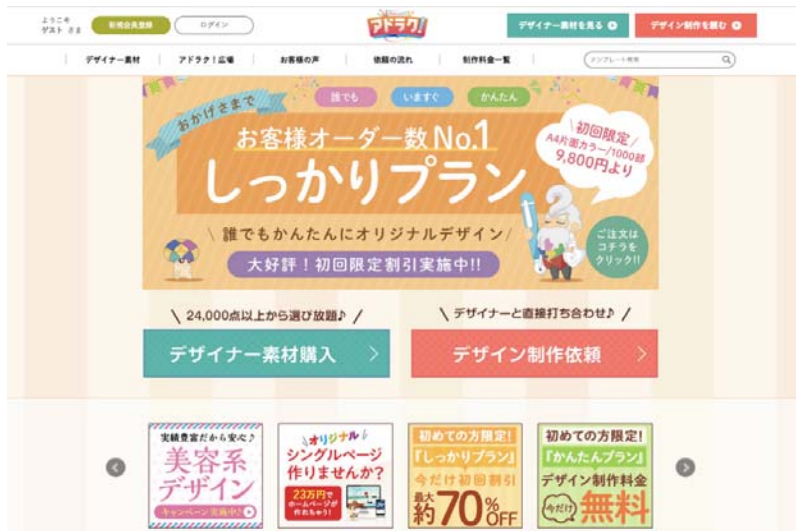 ようこそ
ゲスト さま
新規会員登録
ログイン
アドラク!
デザイナー素材を見る
デザイン制作を頼む
デザイナー素材
アドラク!広場
お客様の声
依頼の流れ
制作料金一覧
テンプレート検索
誰でも
いますぐ
かんたん
おかげさまで
お客様オーダー数No.1
しっかりプラン
初回限定
A4片面カラー/1000部
9,800円より
\ 誰でもかんたんにオリジナルデザイン /
大好評!初回限定割引実施中!!
ご注文は
コチラを
クリック!!
\ 24,000点以上から選び放題♪ /
\ デザイナーと直接打ち合わせ♪ /
デザイナー素材購入
デザイン制作依頼
実績豊富だから安心♪
美容系
デザイン
キャンペーン実施中♪
オリジナル
シングルページ
作りませんか?
23万円で
ホームページが
作れちゃう!
初めての方限定!
『しっかりプラン』
今だけ初回割引
最大
約70%OFF
初めての方限定!
『かんたんプラン』
デザイン制作料金
今だけ
無料